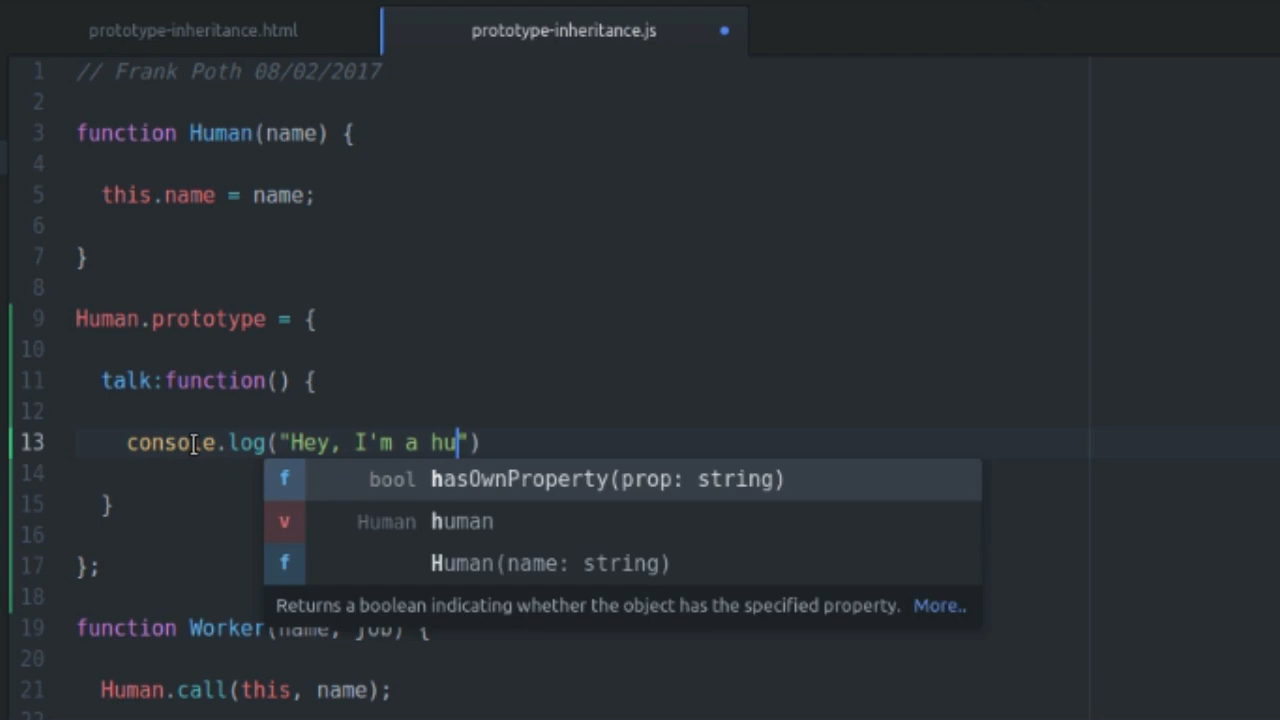 prototype-inheritance.html
prototype-inheritance.js
1 // Frank Poth 08/02/2017
2
3 function Human(name) {
4
5 this.name = name;
6
7 }
8
9 Human.prototype = {
10
11 talk:function() {
12
13 console.log("Hey, I'm a hu")
f bool hasOwnProperty(prop: string)
14
v Human human
15 }
16
f Human(name: string)
17 };
18
Returns a boolean indicating whether the object has the specified property. More..
19 function Worker(name, job) {
20
21 Human.call(this, name);
22